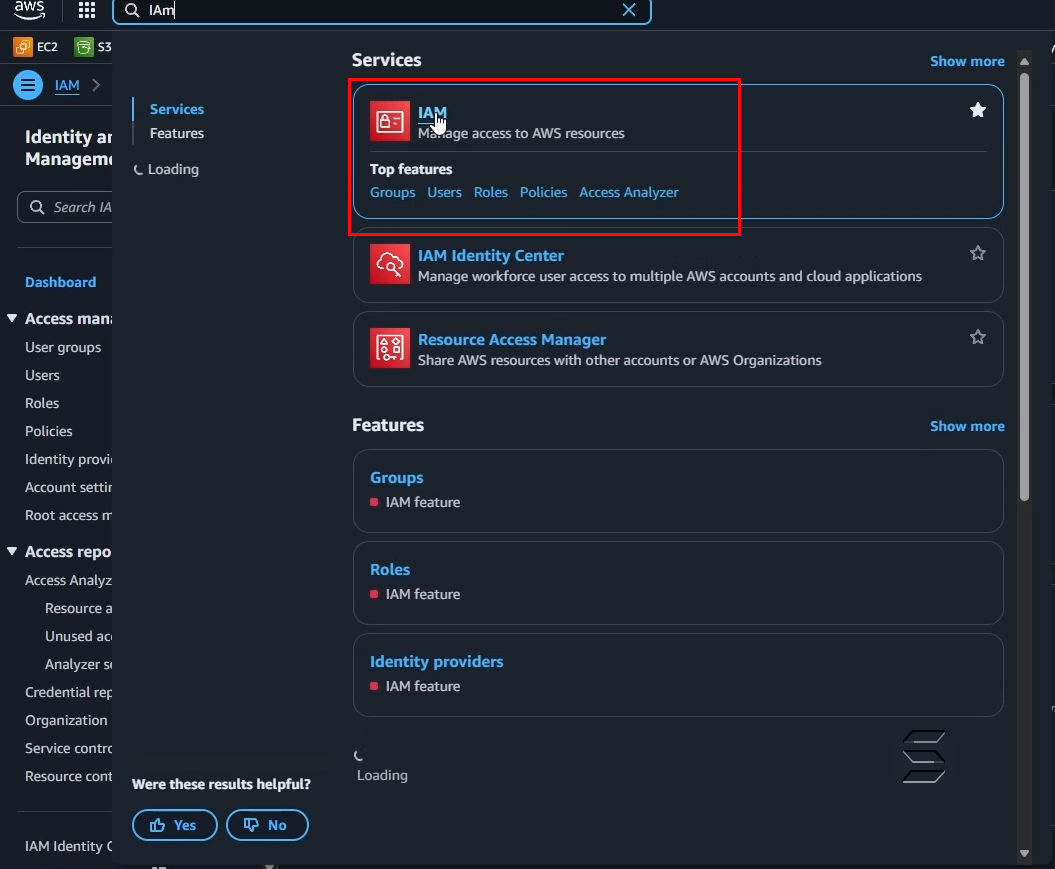 aws
IAm
EC2
S3
IAM
Identity an
Manageme
Search IA
Dashboard
Access mana
User groups
Users
Roles
Policies
Identity provi
Account settin
Root access m
Access repo
Access Analyz
Resource a
Unused acc
Analyzer se
Credential rep
Organization
Service contro
Resource cont
IAM Identity C
Services
Features
Loading
Services
Show more
IAM
Manage access to AWS resources
Top features
Groups Users Roles Policies Access Analyzer
IAM Identity Center
Manage workforce user access to multiple AWS accounts and cloud applications
Resource Access Manager
Share AWS resources with other accounts or AWS Organizations
Features
Show more
Groups
IAM feature
Roles
IAM feature
Identity providers
IAM feature
Loading
Were these results helpful?
Yes
No